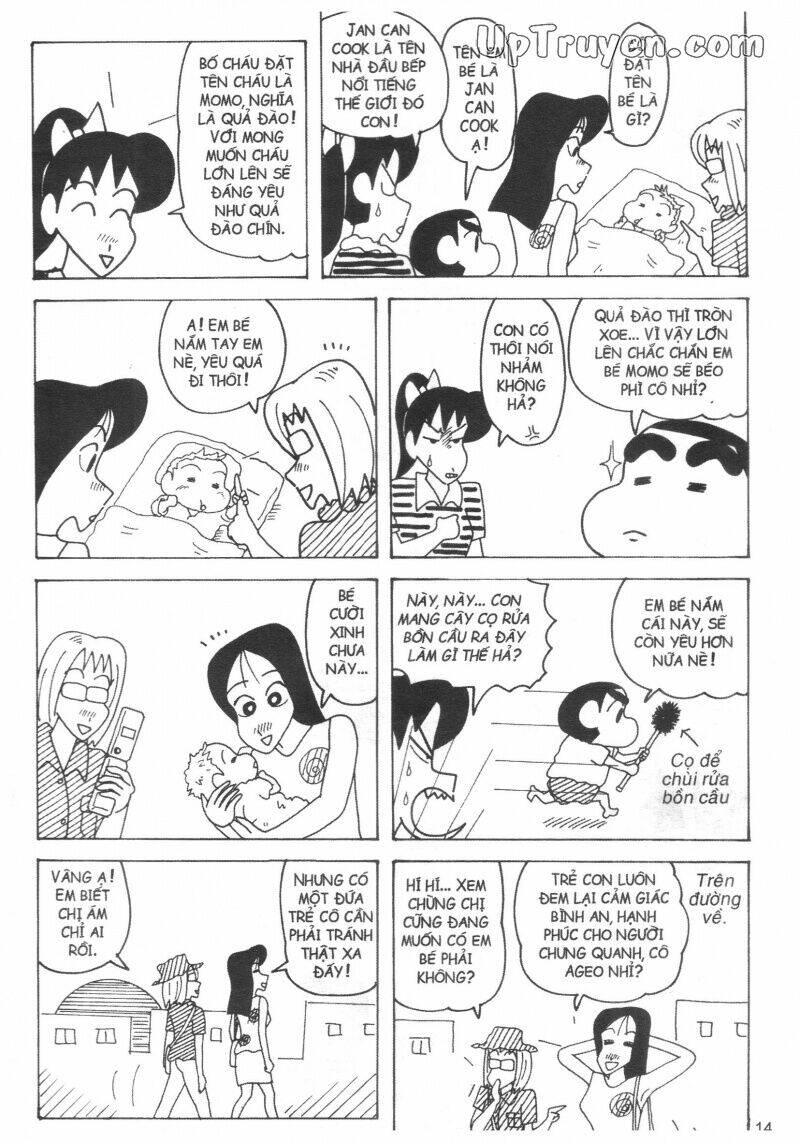 UpTruyen.com
ĐẶT
TÊN
BÉ LÀ
GÌ?
TÊN EM
BÉ LÀ
JAN
CAN
COOK
Ạ!
JAN CAN
COOK LÀ TÊN
NHÀ ĐẦU BẾP
NỔI TIẾNG
THẾ GIỚI ĐÓ
CON!
BỐ CHÁU ĐẶT
TÊN CHÁU LÀ
MOMO, NGHĨA
LÀ QUẢ ĐÀO!
VỚI MONG
MUỐN CHÁU
LỚN LÊN SẼ
ĐÁNG YÊU
NHƯ QUẢ
ĐÀO CHÍN.
QUẢ ĐÀO THÌ TRÒN
XOE... VÌ VẬY LỚN
LÊN CHẮC CHẮN EM
BÉ MOMO SẼ BÉO
PHÌ CÔ NHỈ?
CON CÓ
THÔI NÓI
NHẢM
KHÔNG
HẢ?
A! EM BÉ
NẮM TAY EM
NÈ, YÊU QUÁ
ĐI THÔI!
EM BÉ NẮM
CÁI NÀY, SẼ
CÒN YÊU HƠN
NỮA NÈ!
NÀY, NÀY... CON
MANG CÂY CỌ RỬA
BỒN CẦU RA ĐÂY
LÀM GÌ THẾ HẢ?
Cọ để
chùi rửa
bồn cầu
BÉ
CƯỜI
XINH
CHƯA
NÀY...
Trên
đường
về.
TRẺ CON LUÔN
ĐEM LẠI CẢM GIÁC
BÌNH AN, HẠNH
PHÚC CHO NGƯỜI
CHUNG QUANH, CÔ
AGEO NHỈ?
HÍ HÍ... XEM
CHỪNG CHỊ
CŨNG ĐANG
MUỐN CÓ EM
BÉ PHẢI
KHÔNG?
NHƯNG CÓ
MỘT ĐỨA
TRẺ CÔ CẦN
PHẢI TRÁNH
THẬT XA
ĐẤY!
VÂNG Ạ!
EM BIẾT
CHỊ ÁM
CHỈ AI
RỒI.
14